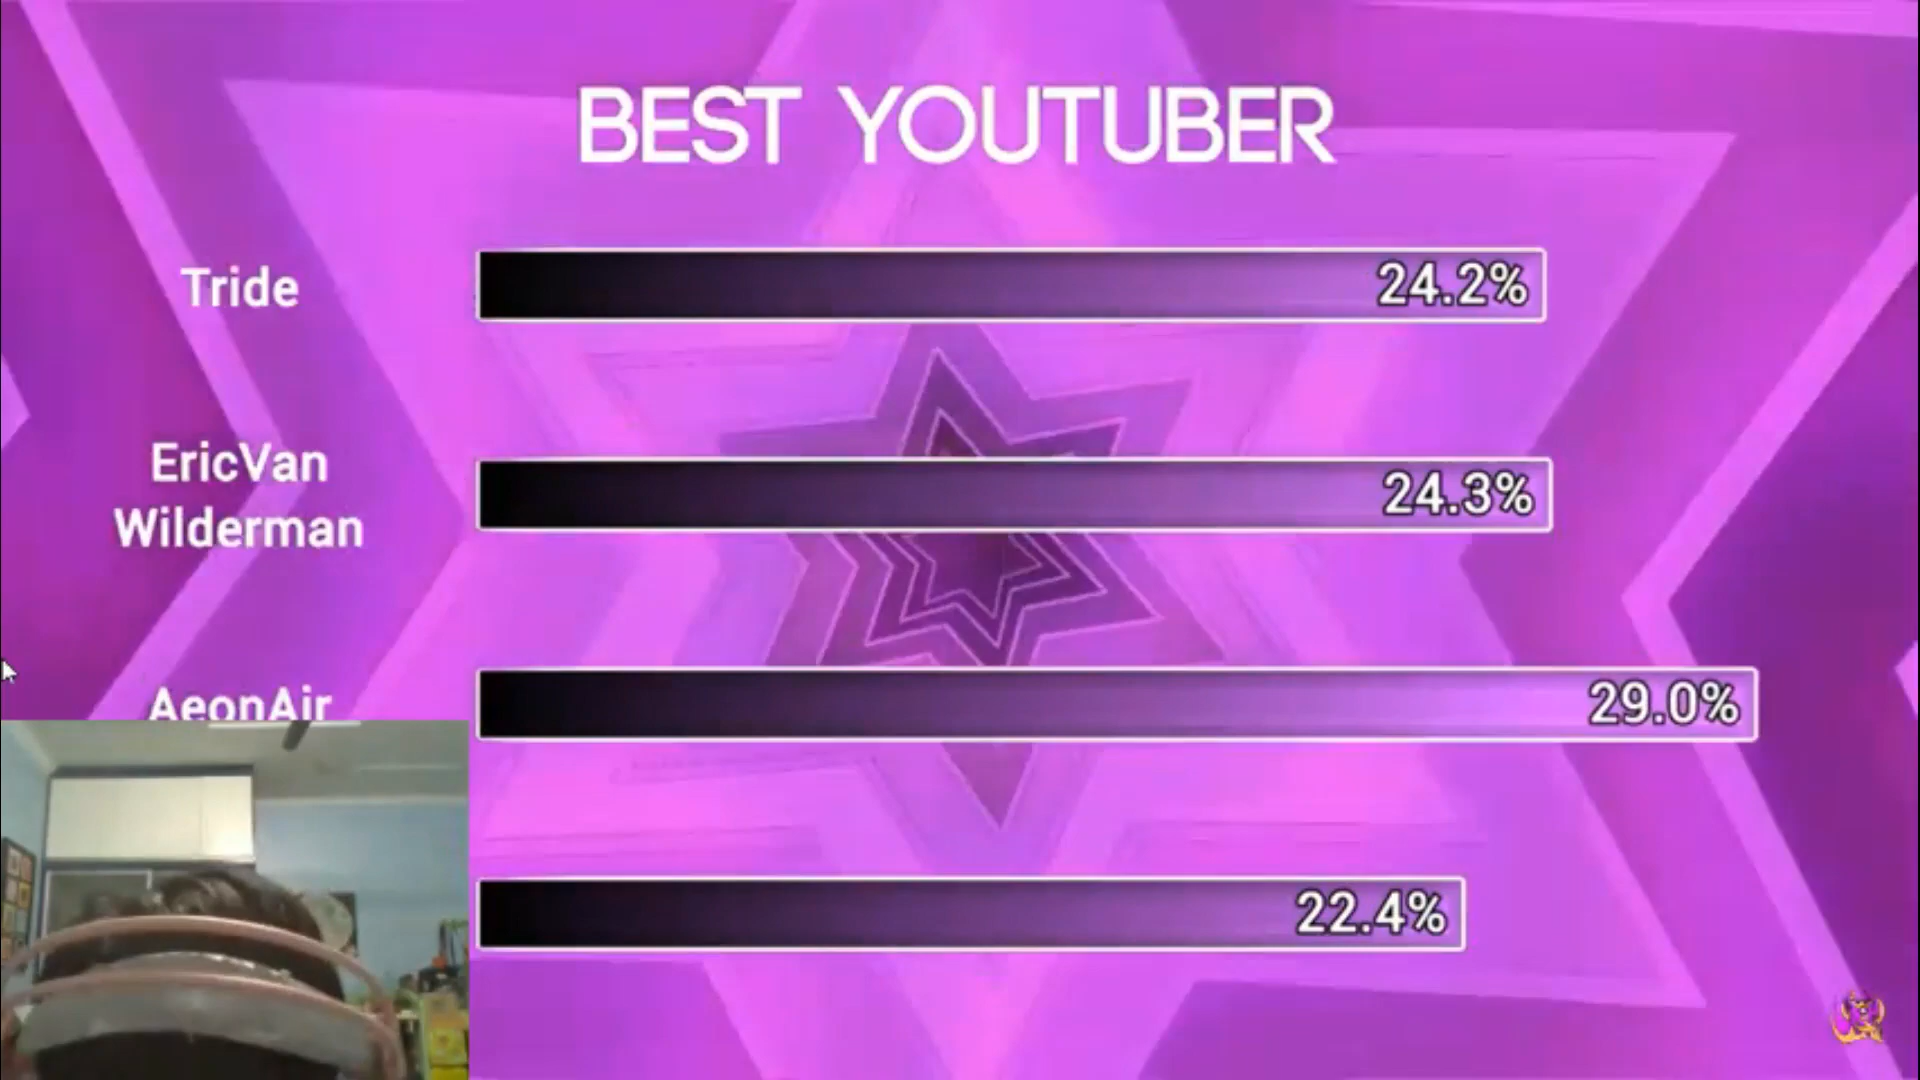 BEST YOUTUBER
Tride
24.2%
EricVan
Wilderman
24.3%
AeonAir
29.0%
22.4%